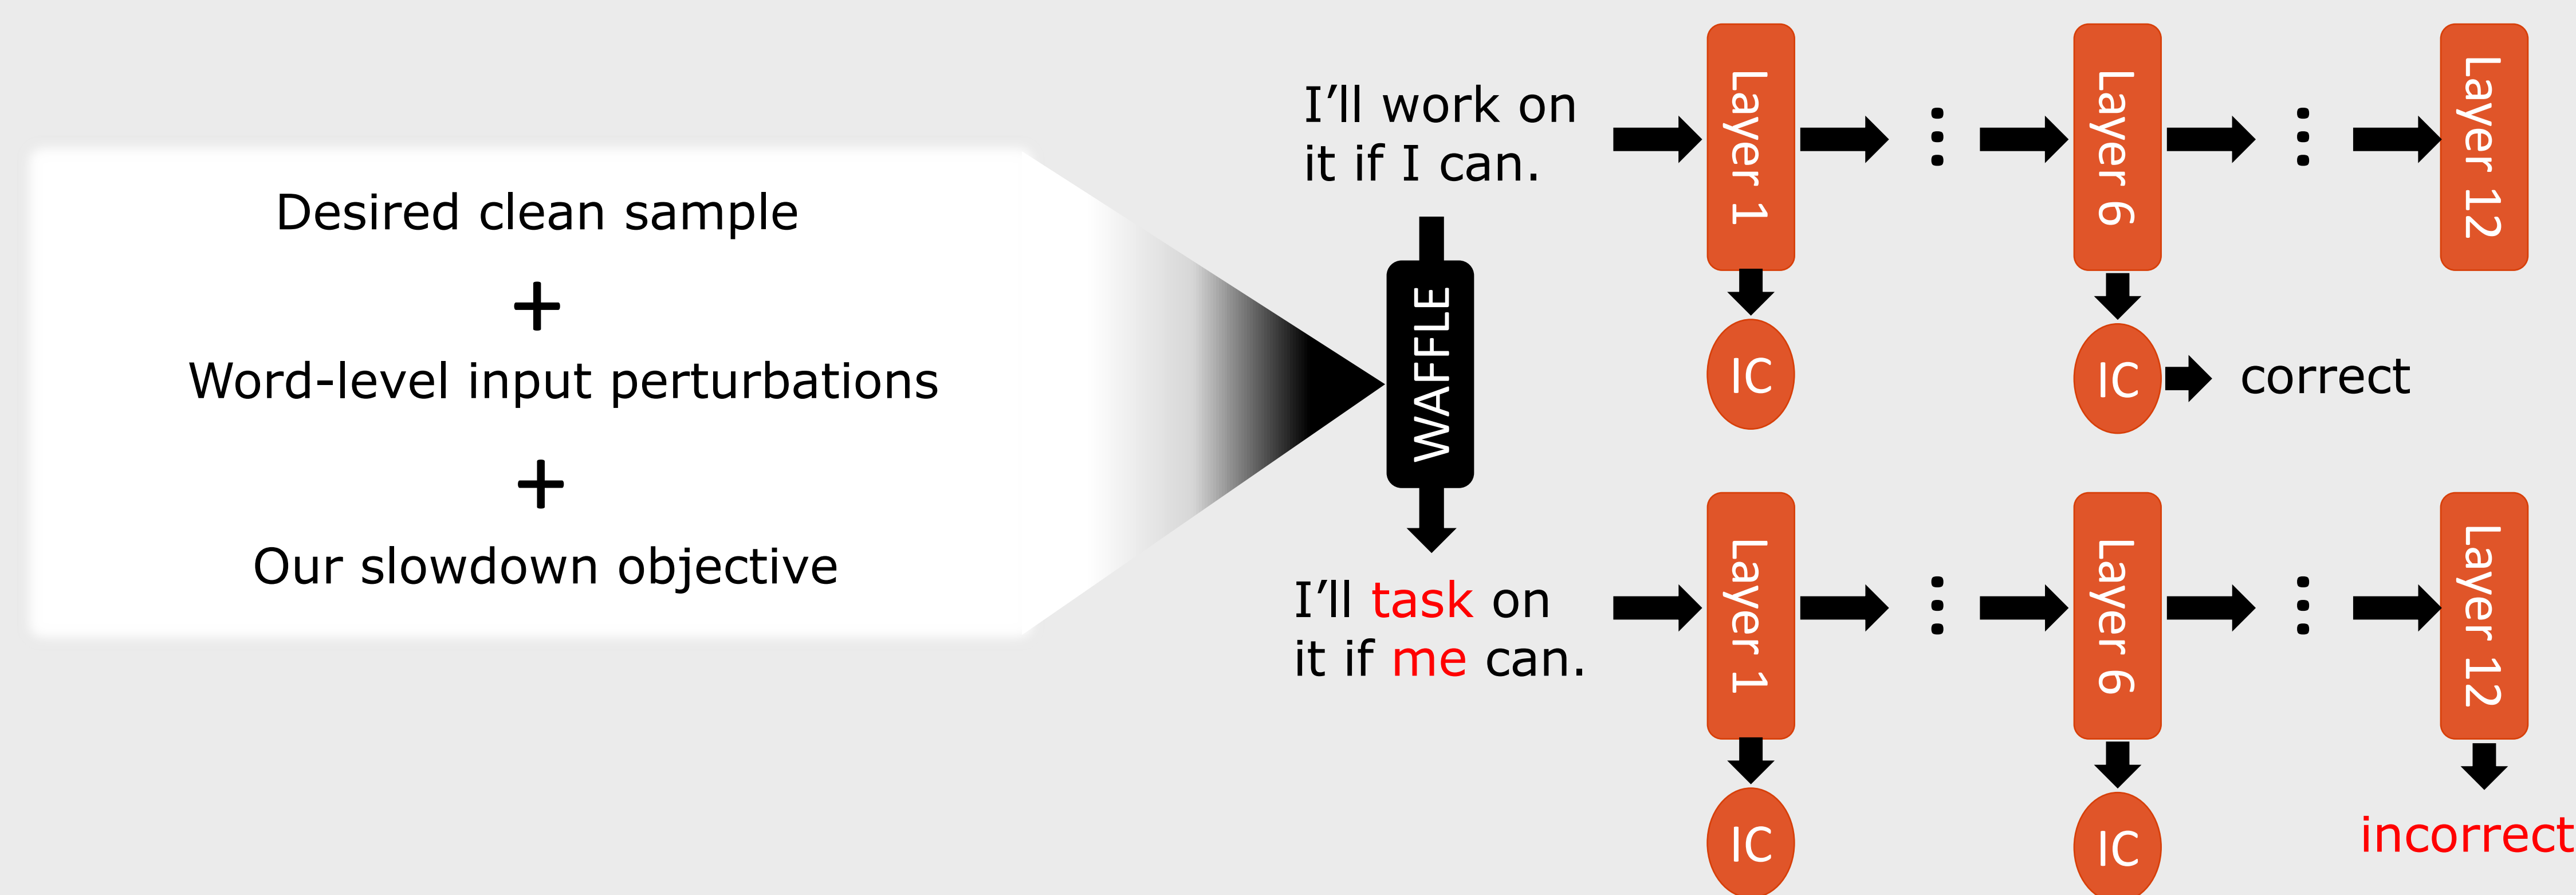 Desired clean sample
+
Word-level input perturbations
+
Our slowdown objective
I’ll work on
it if I can.
WAFFLE
I’ll task on
it if me can.
Layer 1
Layer 6
Layer 12
IC
IC
correct
Layer 1
Layer 6
Layer 12
IC
IC
incorrect